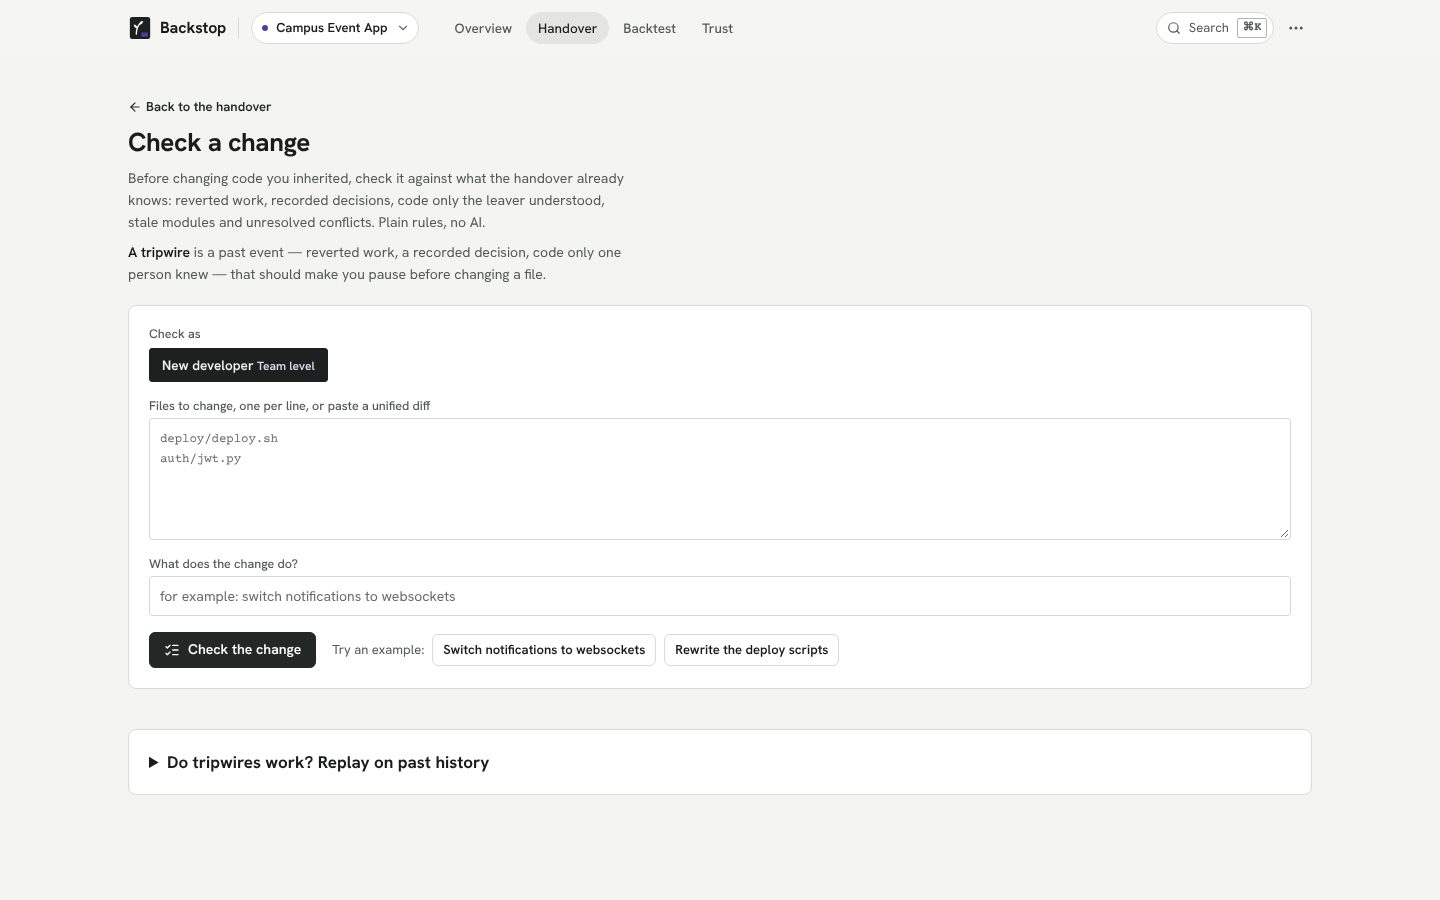 Backstop
Campus Event App
Overview
Handover
Backtest
Trust
Search
⌘K
Back to the handover
Check a change
Before changing code you inherited, check it against what the handover already
knows: reverted work, recorded decisions, code only the leaver understood,
stale modules and unresolved conflicts. Plain rules, no AI.
A tripwire is a past event — reverted work, a recorded decision, code only one
person knew — that should make you pause before changing a file.
Check as
New developer Team level
Files to change, one per line, or paste a unified diff
deploy/deploy.sh
auth/jwt.py
What does the change do?
for example: switch notifications to websockets
Check the change
Try an example:
Switch notifications to websockets
Rewrite the deploy scripts
Do tripwires work? Replay on past history